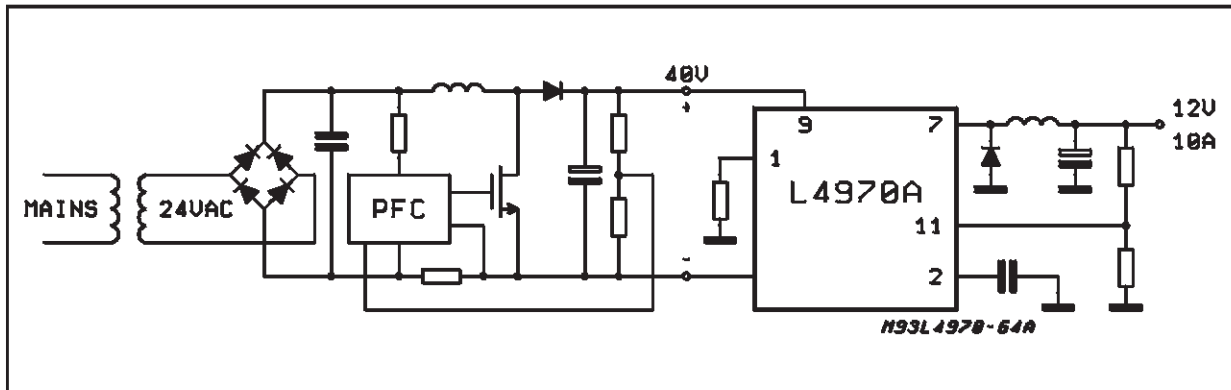 40V
+
12V
10A
9
7
1
L4970A
MAINS
24VAC
PFC
11
-
2
M93L4970-64A